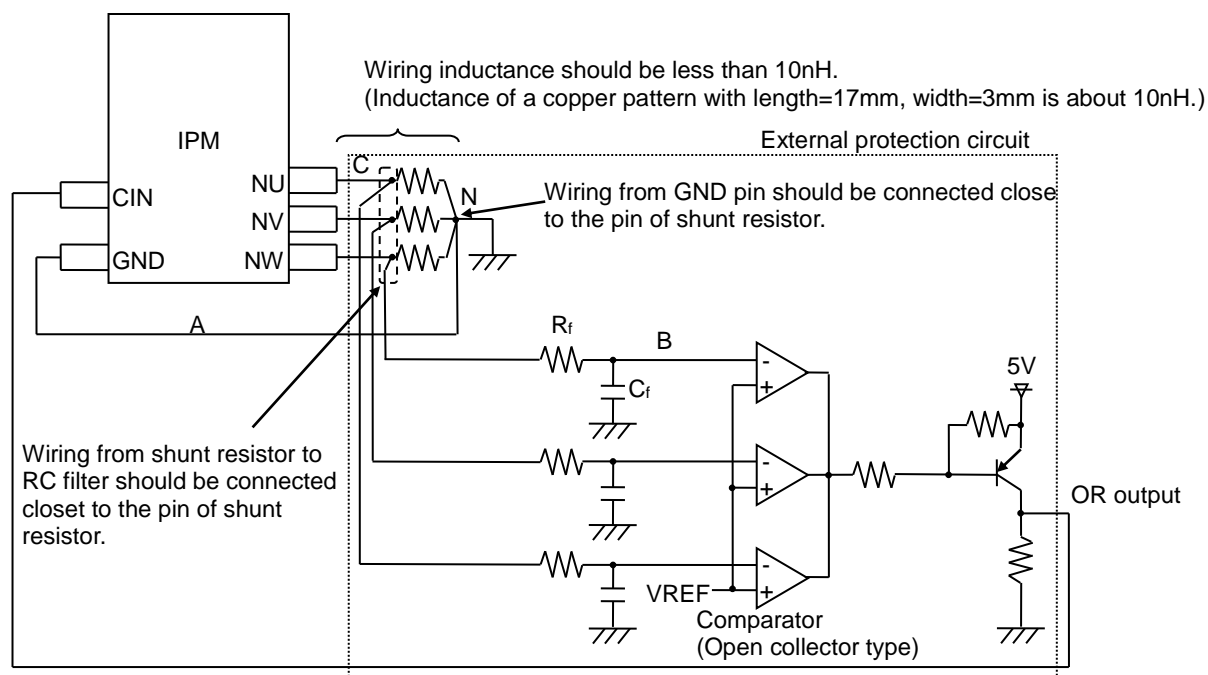 Wiring inductance should be less than 10nH.
(Inductance of a copper pattern with length=17mm, width=3mm is about 10nH.)
External protection circuit
IPM
C
NU
N
Wiring from GND pin should be connected close
to the pin of shunt resistor.
CIN
NV
GND
NW
A
Rf
B
-
+
Cf
5V
Wiring from shunt resistor to
RC filter should be connected
closet to the pin of shunt
resistor.
-
+
OR output
-
+
VREF
Comparator
(Open collector type)